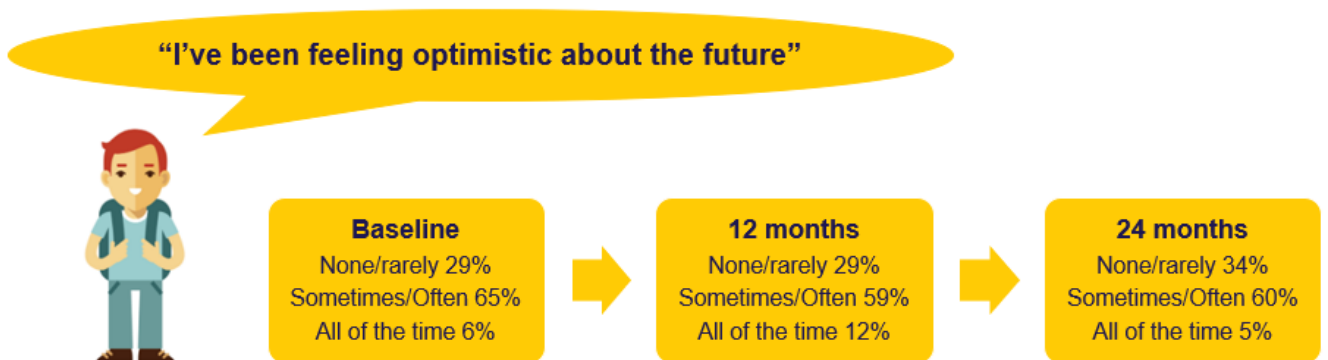 “I’ve been feeling optimistic about the future”
Baseline
None/rarely 29%
Sometimes/Often 65%
All of the time 6%
12 months
None/rarely 29%
Sometimes/Often 59%
All of the time 12%
24 months
None/rarely 34%
Sometimes/Often 60%
All of the time 5%